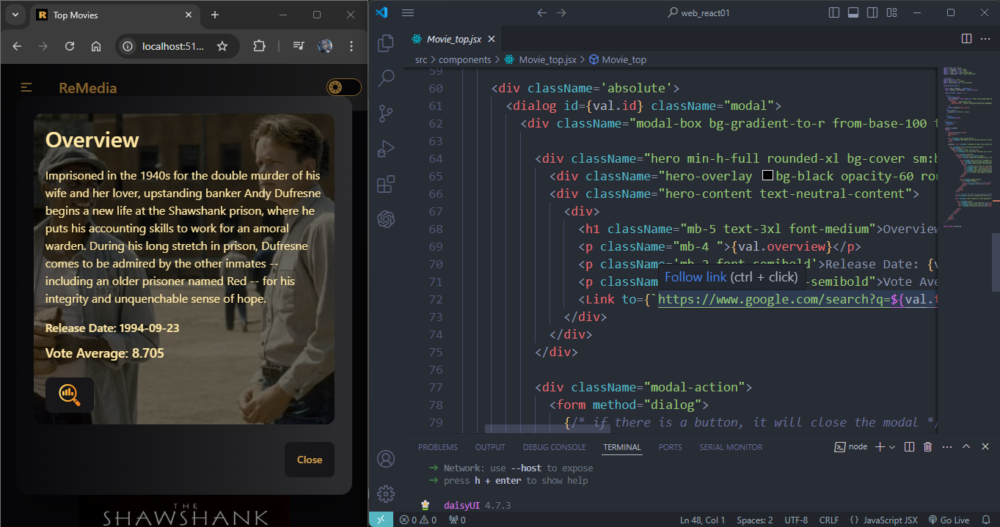 Top Movies
localhost:51...
ReMedia
Overview
Imprisoned in the 1940s for the double murder of his
wife and her lover, upstanding banker Andy Dufresne
begins a new life at the Shawshank prison, where he
puts his accounting skills to work for an amoral
warden. During his long stretch in prison, Dufresne
comes to be admired by the other inmates --
including an older prisoner named Red -- for his
integrity and unquenchable sense of hope.
Release Date: 1994-09-23
Vote Average: 8.705
Close
THE
SHAWSHANK
web_react01
Movie_top.jsx
src > components > Movie_top.jsx > Movie_top
59
60 <div className='absolute'>
61 <dialog id={val.id} className="modal">
62 <div className="modal-box bg-gradient-to-r from-base-100 t
63
64 <div className="hero min-h-full rounded-xl bg-cover sm:b
65 <div className="hero-overlay bg-black opacity-60 rou
66 <div className="hero-content text-neutral-content">
67 <div>
68 <h1 className="mb-5 text-3xl font-medium">Overview
69 <p className="mb-4 ">{val.overview}</p>
70 <p className='mb-2 font-semibold'>Release Date: {v
Follow link (ctrl + click)
71 <p classNam -semibold">Vote Ave
72 <Link to={`https://www.google.com/search?q=${val.t
73 </div>
74 </div>
75 </div>
76
77 <div className="modal-action">
78 <form method="dialog">
79 {/* if there is a button, it will close the modal */
PROBLEMS OUTPUT DEBUG CONSOLE TERMINAL PORTS SERIAL MONITOR node
→ Network: use --host to expose
→ press h + enter to show help
daisyUI 4.7.3
0 0 0 Ln 48, Col 1 Spaces: 2 UTF-8 CRLF {} JavaScript JSX Go Live